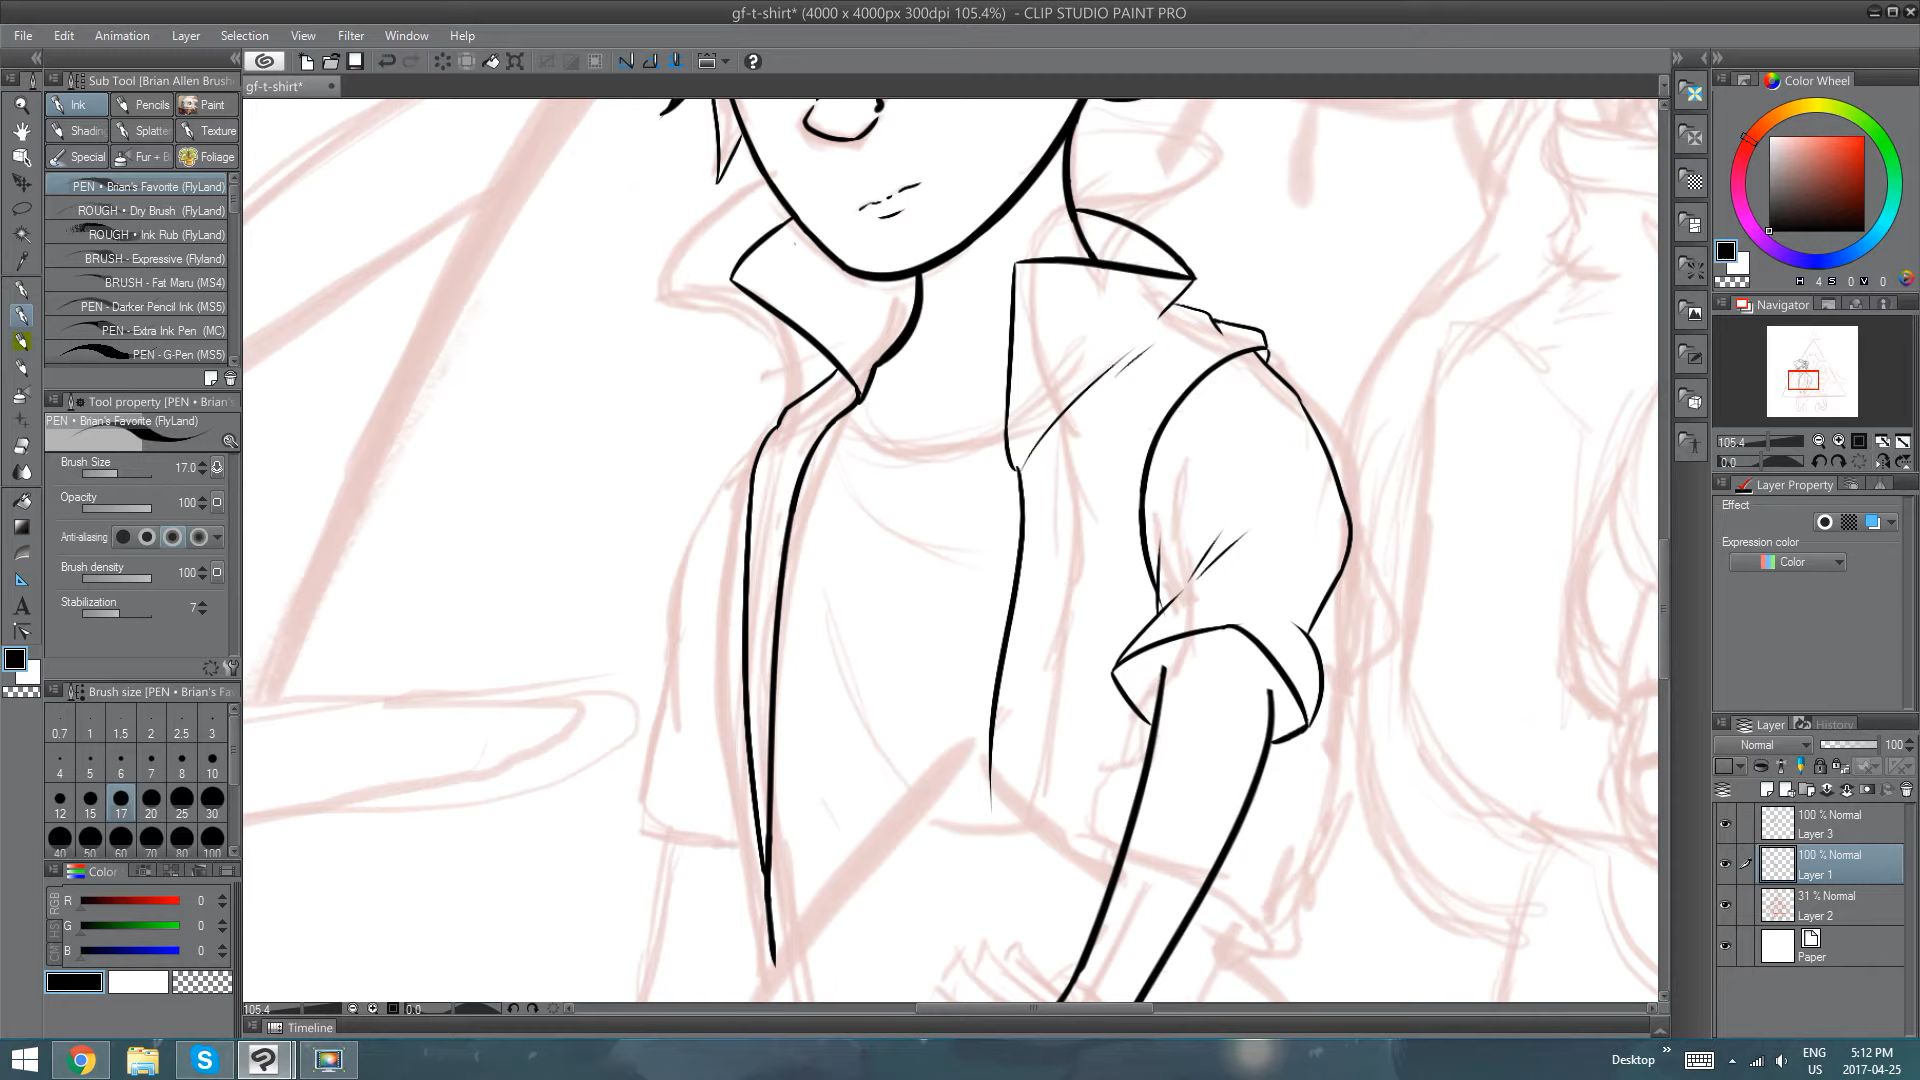 gf-t-shirt* (4000 x 4000px 300dpi 105.4%)  - CLIP STUDIO PAINT PRO
File Edit Animation Layer Selection View Filter Window Help
Sub Tool [Brian Allen Brushe
gf-t-shirt*
Ink Pencils Paint
Shading Splatte Texture
Special Fur + B Foliage
PEN • Brian's Favorite (FlyLand)
ROUGH • Dry Brush (FlyLand)
ROUGH • Ink Rub (FlyLand)
BRUSH - Expressive (Flyland)
BRUSH - Fat Maru (MS4)
PEN - Darker Pencil Ink (MS5)
PEN - Extra Ink Pen (MC)
PEN - G-Pen (MS5)
Tool property [PEN • Brian's
PEN • Brian's Favorite (FlyLand)
Brush Size 17.0
Opacity 100
Anti-aliasing
Brush density 100
Stabilization 7
Brush size [PEN • Brian's Fav
0.7 1 1.5 2 2.5 3
4 5 6 7 8 10
12 15 17 20 25 30
40 50 60 70 80 100
Color
RGB
R 0
G 0
B 0
105.4 0.0
Timeline
Color Wheel
H 4 S 0 V 0
Navigator
105.4
0.0
Layer Property
Effect
Expression color
Color
Layer History
Normal 100
100 % Normal
Layer 3
100 % Normal
Layer 1
31 % Normal
Layer 2
Paper
Desktop
ENG
US
5:12 PM
2017-04-25